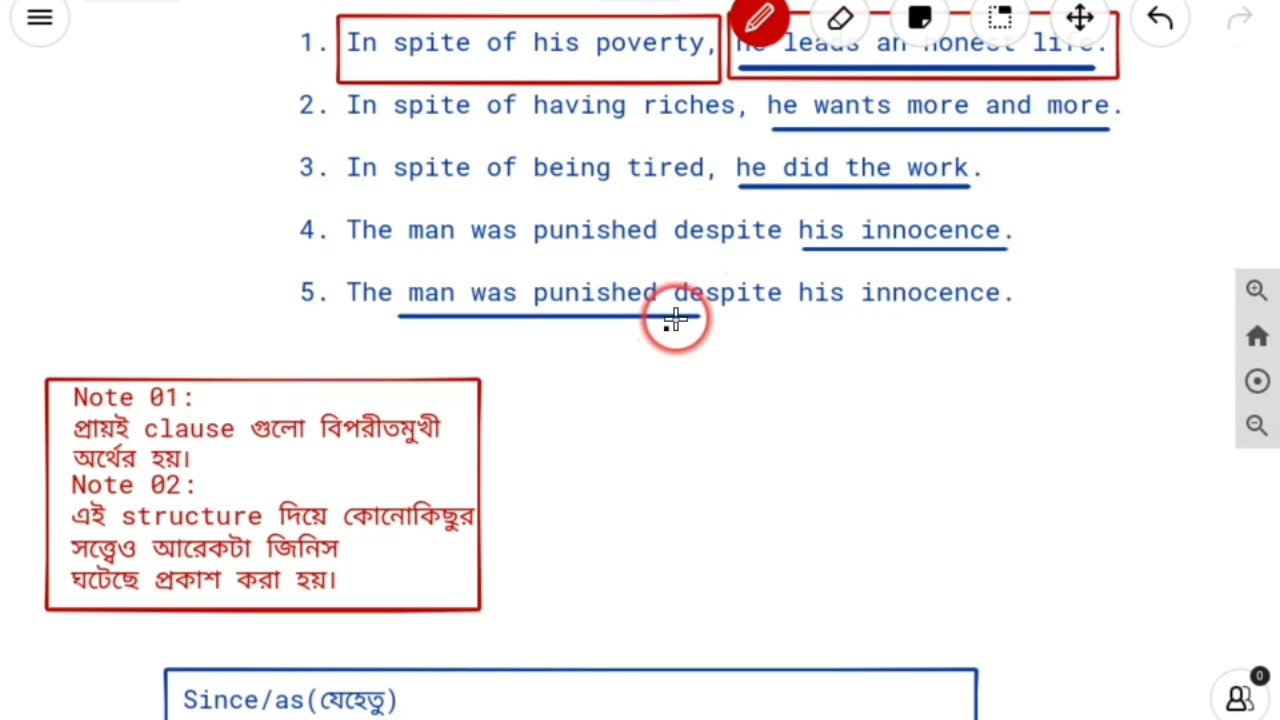 1. In spite of his poverty, he leads an honest life.
2. In spite of having riches, he wants more and more.
3. In spite of being tired, he did the work.
4. The man was punished despite his innocence.
5. The man was punished despite his innocence.
Note 01:
প্রায়ই clause গুলো বিপরীতমুখী
অর্থের হয়।
Note 02:
এই structure দিয়ে কোনোকিছুর
সত্ত্বেও আরেকটা জিনিস
ঘটেছে প্রকাশ করা হয়।
Since/as(যেহেতু)
0